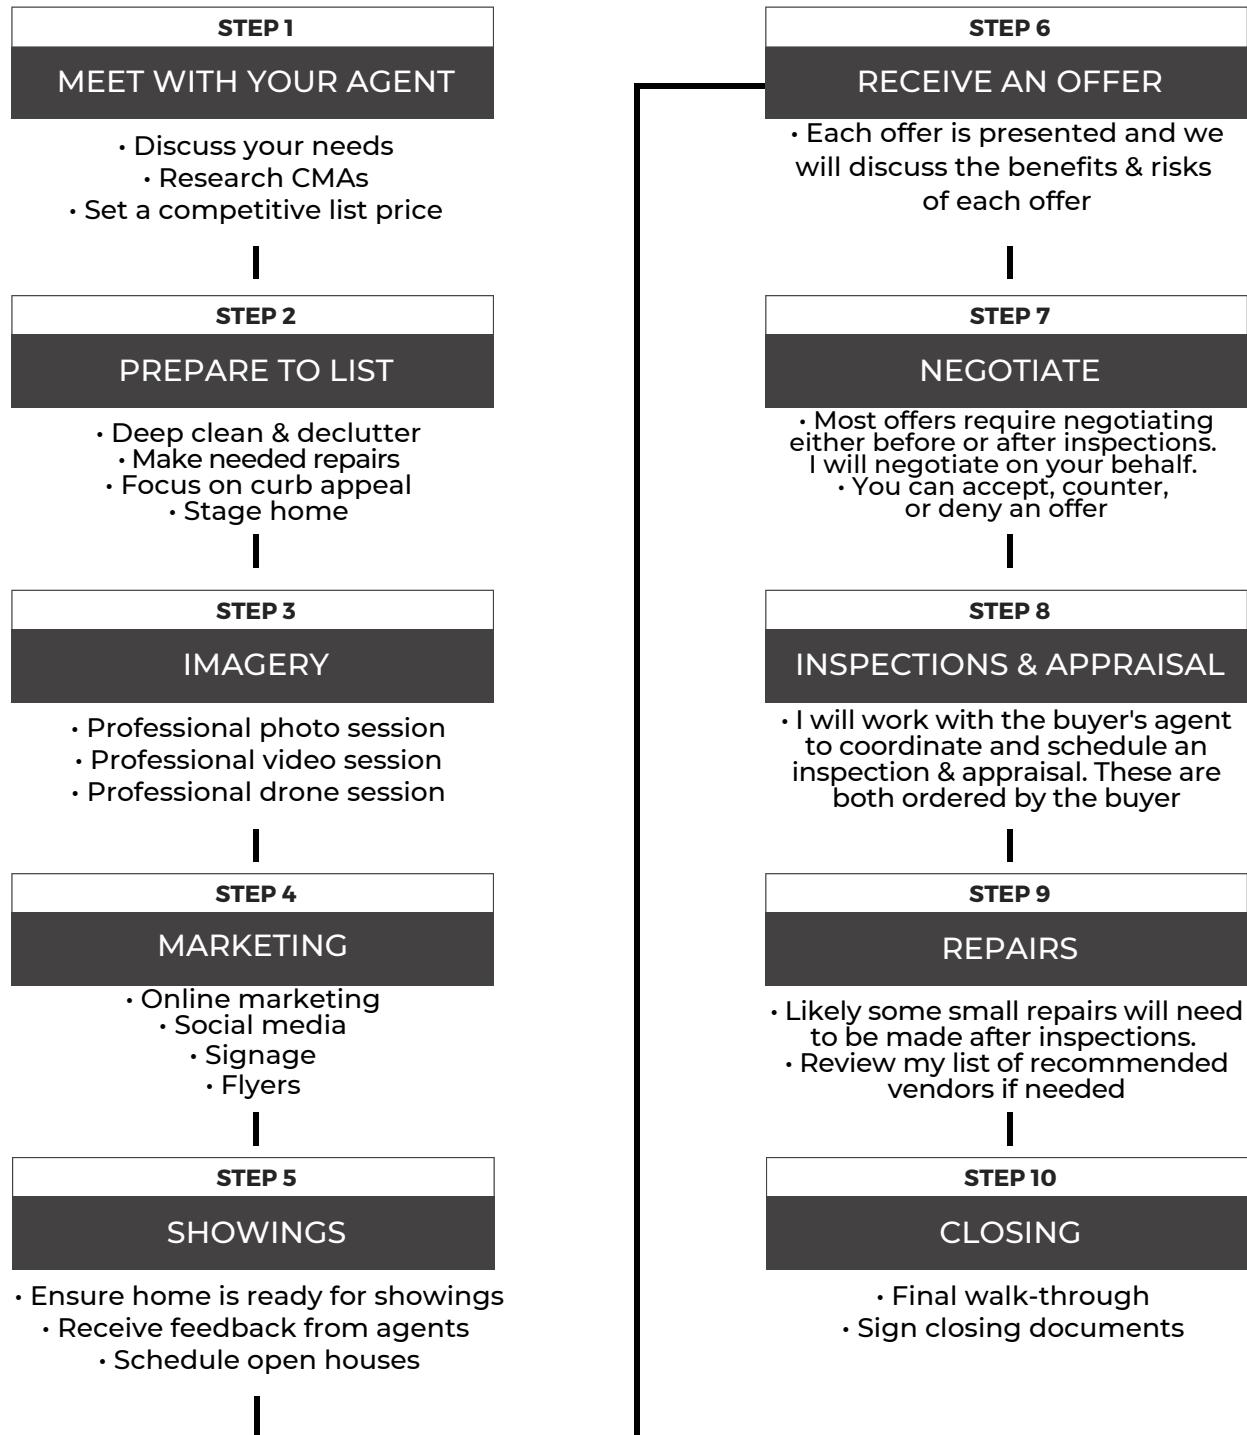 STEP 1
MEET WITH YOUR AGENT
• Discuss your needs
• Research CMAs
• Set a competitive list price
STEP 2
PREPARE TO LIST
• Deep clean & declutter
• Make needed repairs
• Focus on curb appeal
• Stage home
STEP 3
IMAGERY
• Professional photo session
• Professional video session
• Professional drone session
STEP 4
MARKETING
• Online marketing
• Social media
• Signage
• Flyers
STEP 5
SHOWINGS
• Ensure home is ready for showings
• Receive feedback from agents
• Schedule open houses
STEP 6
RECEIVE AN OFFER
• Each offer is presented and we
will discuss the benefits & risks
of each offer
STEP 7
NEGOTIATE
• Most offers require negotiating
either before or after inspections.
I will negotiate on your behalf.
• You can accept, counter,
or deny an offer
STEP 8
INSPECTIONS & APPRAISAL
• I will work with the buyer's agent
to coordinate and schedule an
inspection & appraisal. These are
both ordered by the buyer
STEP 9
REPAIRS
• Likely some small repairs will need
to be made after inspections.
• Review my list of recommended
vendors if needed
STEP 10
CLOSING
• Final walk-through
• Sign closing documents